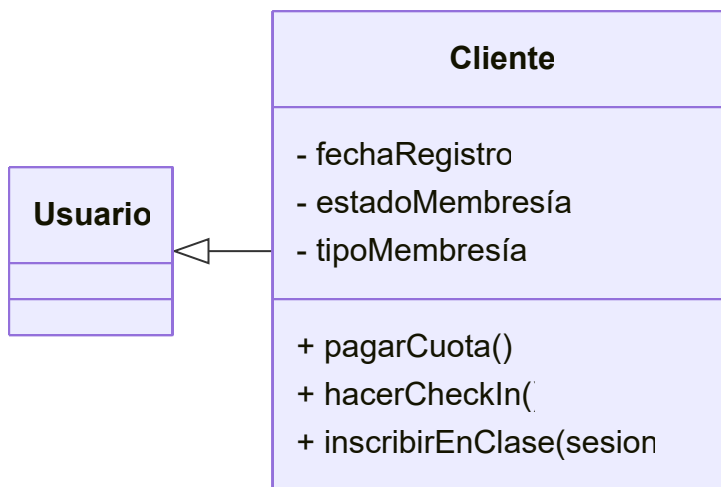 Usuario
Cliente
- fechaRegistro
- estadoMembresía
- tipoMembresía
+ pagarCuota()
+ hacerCheckIn(
+ inscribirEnClase(sesion